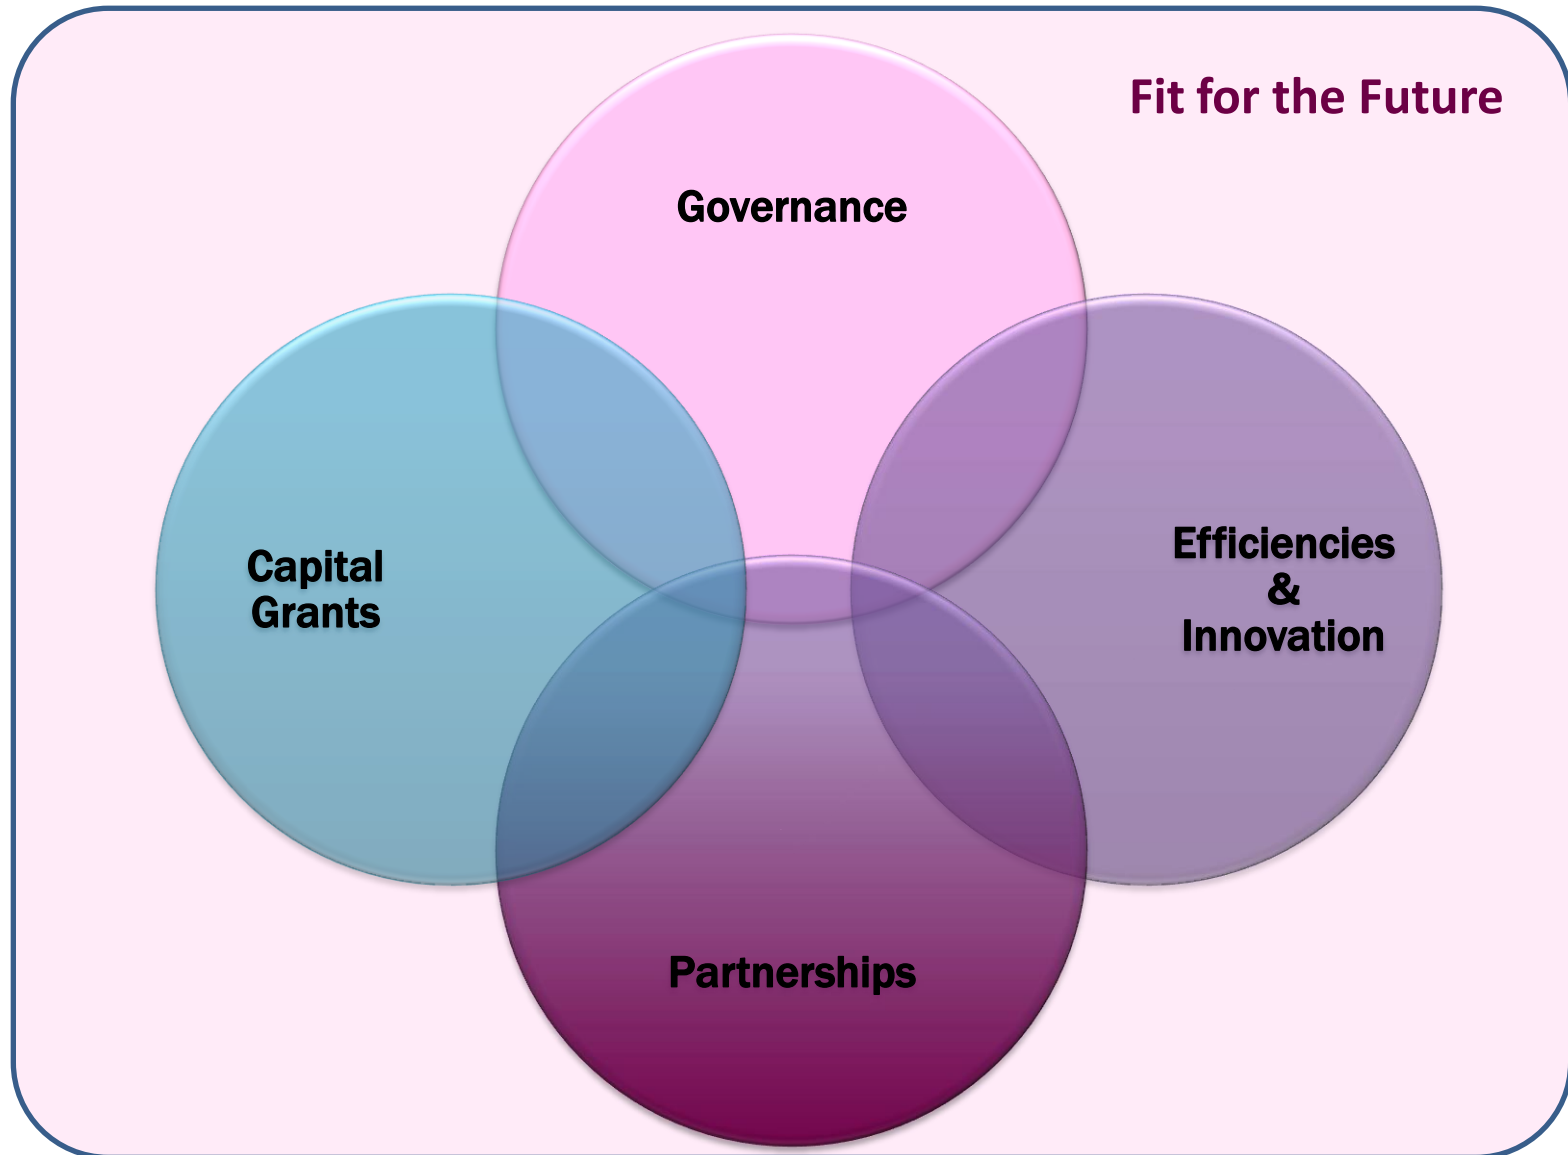 Fit for the Future
Governance
Capital
Grants
Efficiencies
&
Innovation
Partnerships